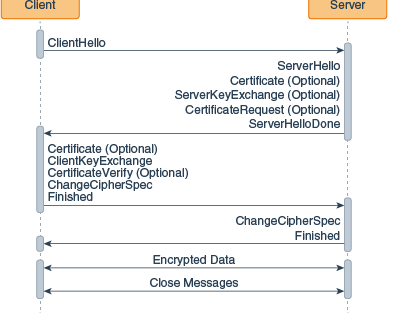 Client
Server
ClientHello
ServerHello
Certificate (Optional)
ServerKeyExchange (Optional)
CertificateRequest (Optional)
ServerHelloDone
Certificate (Optional)
ClientKeyExchange
CertificateVerify (Optional)
ChangeCipherSpec
Finished
ChangeCipherSpec
Finished
Encrypted Data
Close Messages